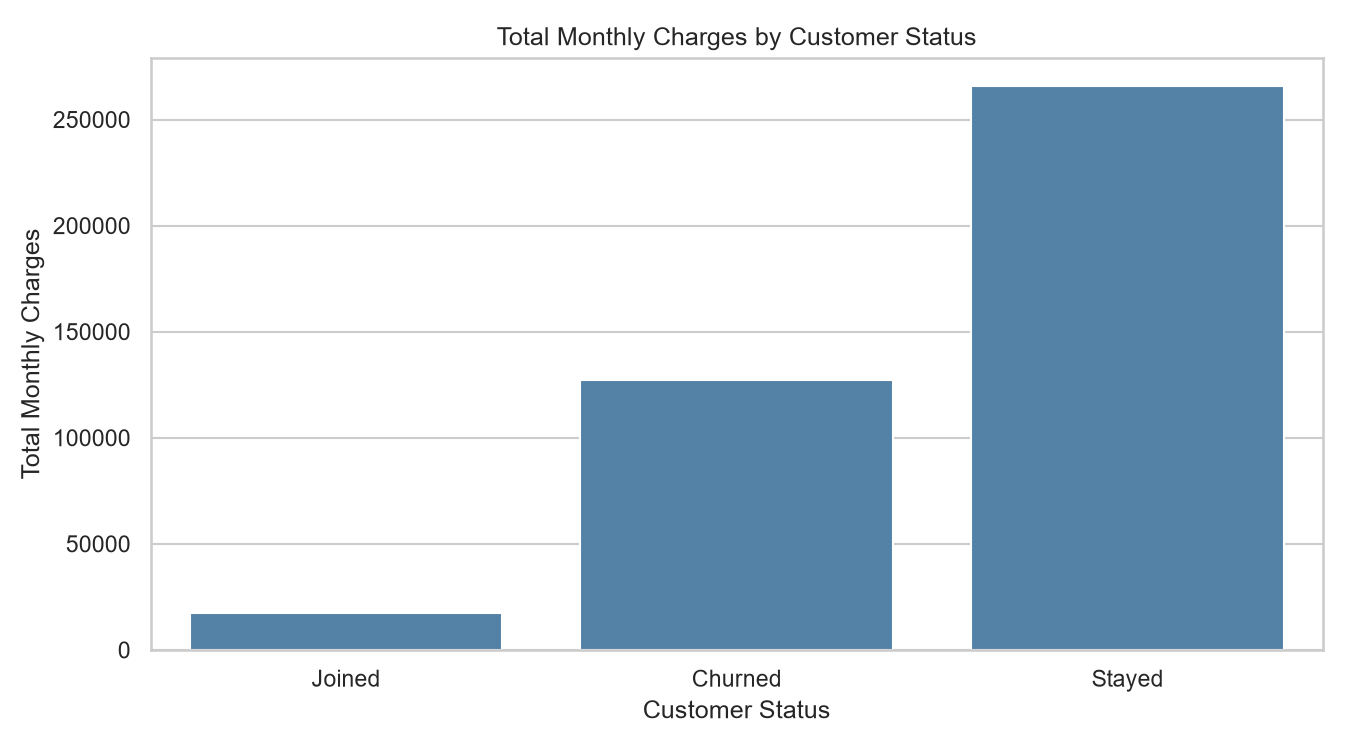 Total Monthly Charges by Customer Status
Total Monthly Charges
250000
200000
150000
100000
50000
0
Joined
Churned
Stayed
Customer Status